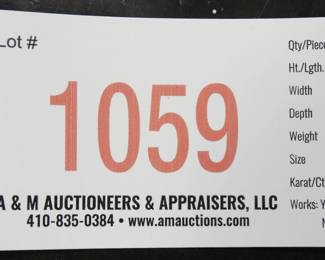 Lot #
1059
A & M AUCTIONEERS & APPRAISERS, LLC
410-835-0384 • www.amauctions.com
Qty/Piece
Ht./Lgth.
Width
Depth
Weight
Size
Karat/Ct
Works: Y
N